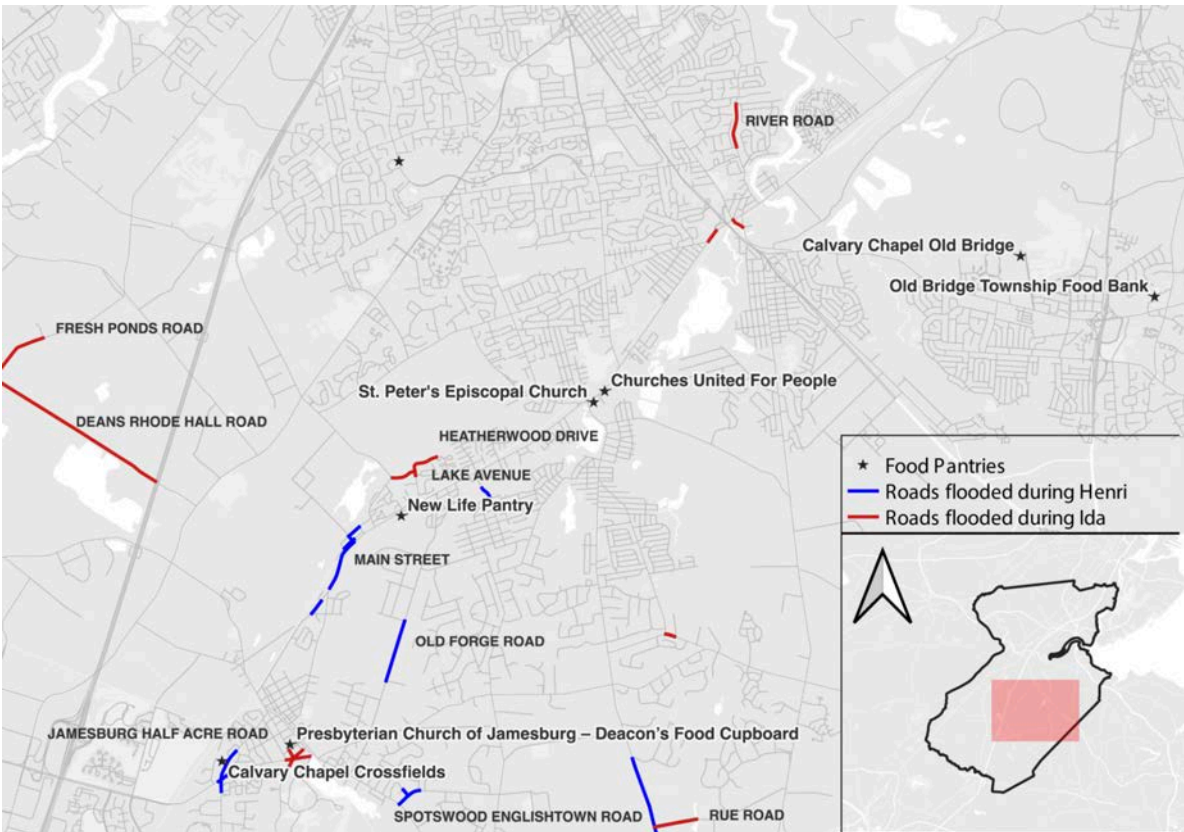 RIVER ROAD
Calvary Chapel Old Bridge
Old Bridge Township Food Bank
FRESH PONDS ROAD
Churches United For People
St. Peter's Episcopal Church
DEANS RHODE HALL ROAD
HEATHERWOOD DRIVE
LAKE AVENUE
New Life Pantry
MAIN STREET
OLD FORGE ROAD
JAMESBURG HALF ACRE ROAD
Presbyterian Church of Jamesburg – Deacon's Food Cupboard
Calvary Chapel Crossfields
SPOTSWOOD ENGLISHTOWN ROAD
RUE ROAD
Food Pantries
Roads flooded during Henri
Roads flooded during Ida